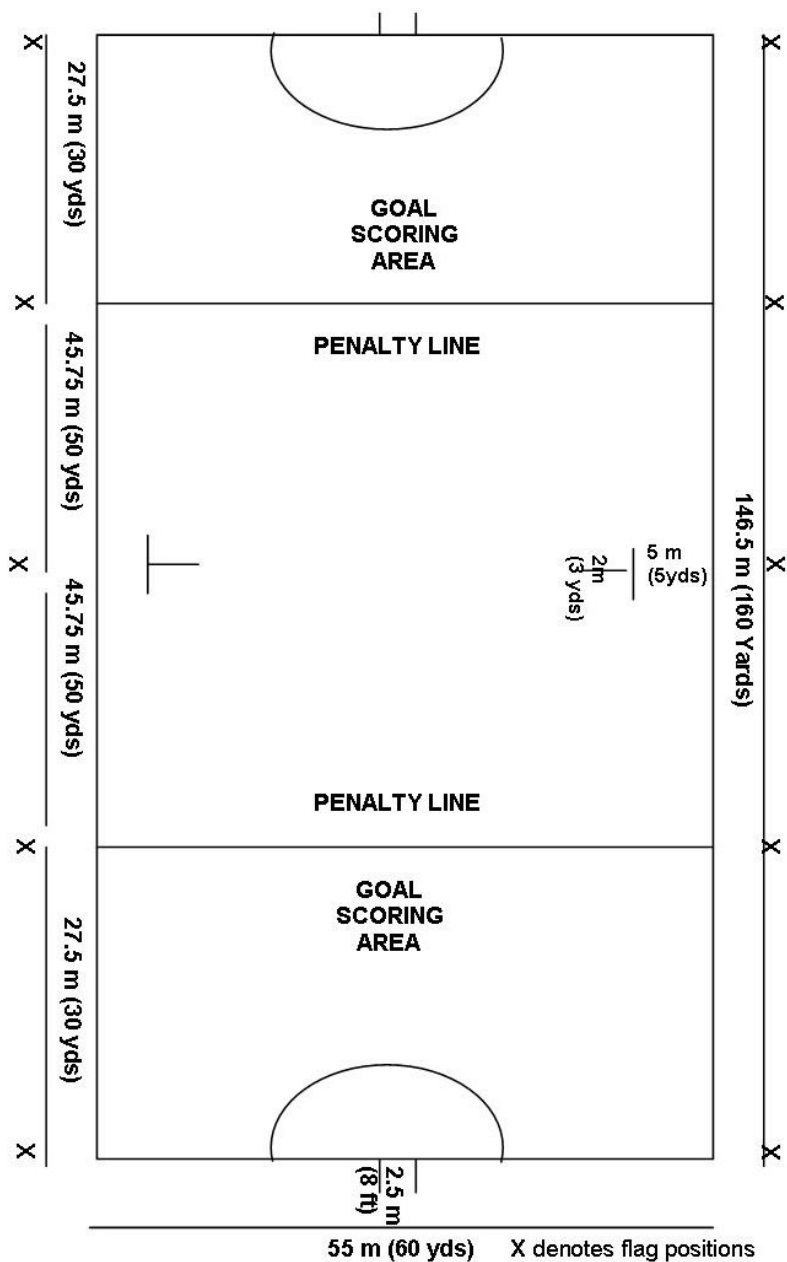 X
X
27.5 m (30 yds)
GOAL
SCORING
AREA
X
X
PENALTY LINE
45.75 m (50 yds)
146.5 m (160 Yards)
5 m
(5yds)
2m
(3 yds)
X
X
45.75 m (50 yds)
PENALTY LINE
X
X
GOAL
SCORING
AREA
27.5 m (30 yds)
X
X
2.5 m
(8 ft)
55 m (60 yds)
X denotes flag positions